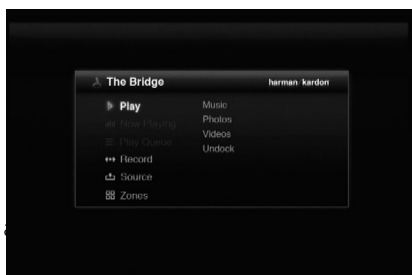 The Bridge harman/kardon
Play Music
Now Playing Photos
Play Queue Videos
Record Undock
Source
Zones